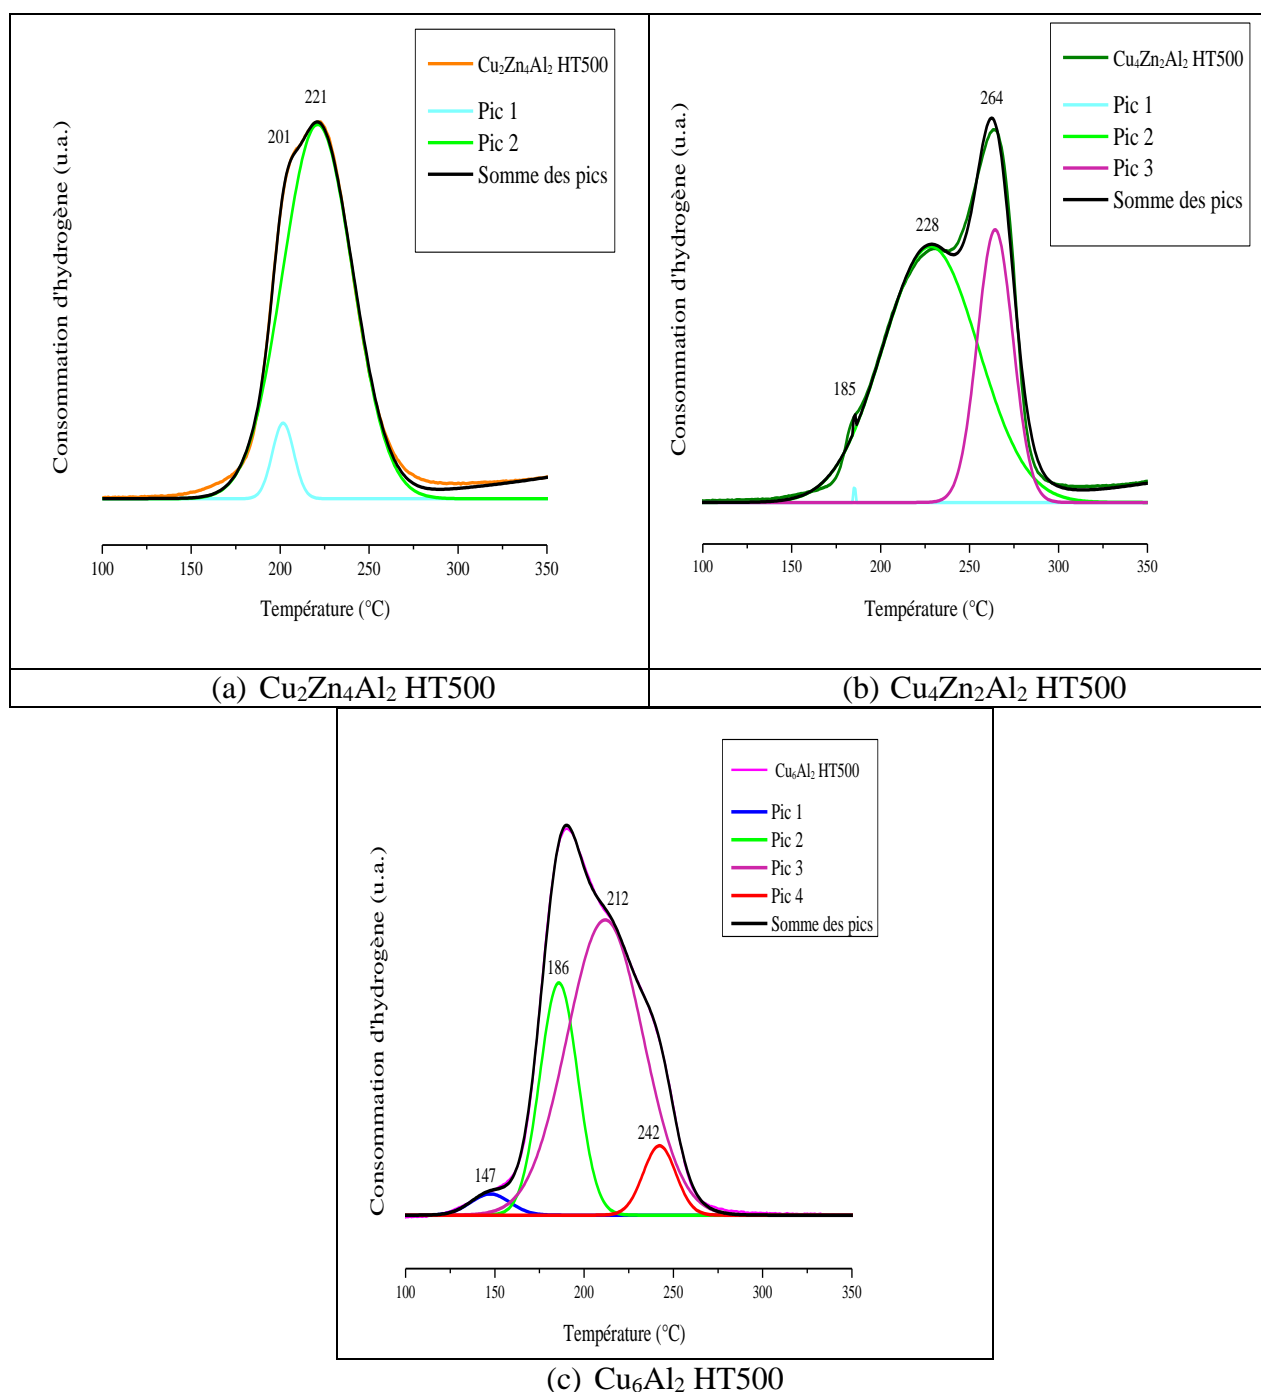 Consommation d'hydrogène (u.a.)
201
221
Cu₂Zn₄Al₂ HT500
Pic 1
Pic 2
Somme des pics
100 150 200 250 300 350
Température (°C)
(a) Cu₂Zn₄Al₂ HT500
Consommation d'hydrogène (u.a.)
185
228
264
Cu₄Zn₂Al₂ HT500
Pic 1
Pic 2
Pic 3
Somme des pics
100 150 200 250 300 350
Température (°C)
(b) Cu₄Zn₂Al₂ HT500
Consommation d'hydrogène (u.a.)
147
186
212
242
Cu₆Al₂ HT500
Pic 1
Pic 2
Pic 3
Pic 4
Somme des pics
100 150 200 250 300 350
Température (°C)
(c) Cu₆Al₂ HT500